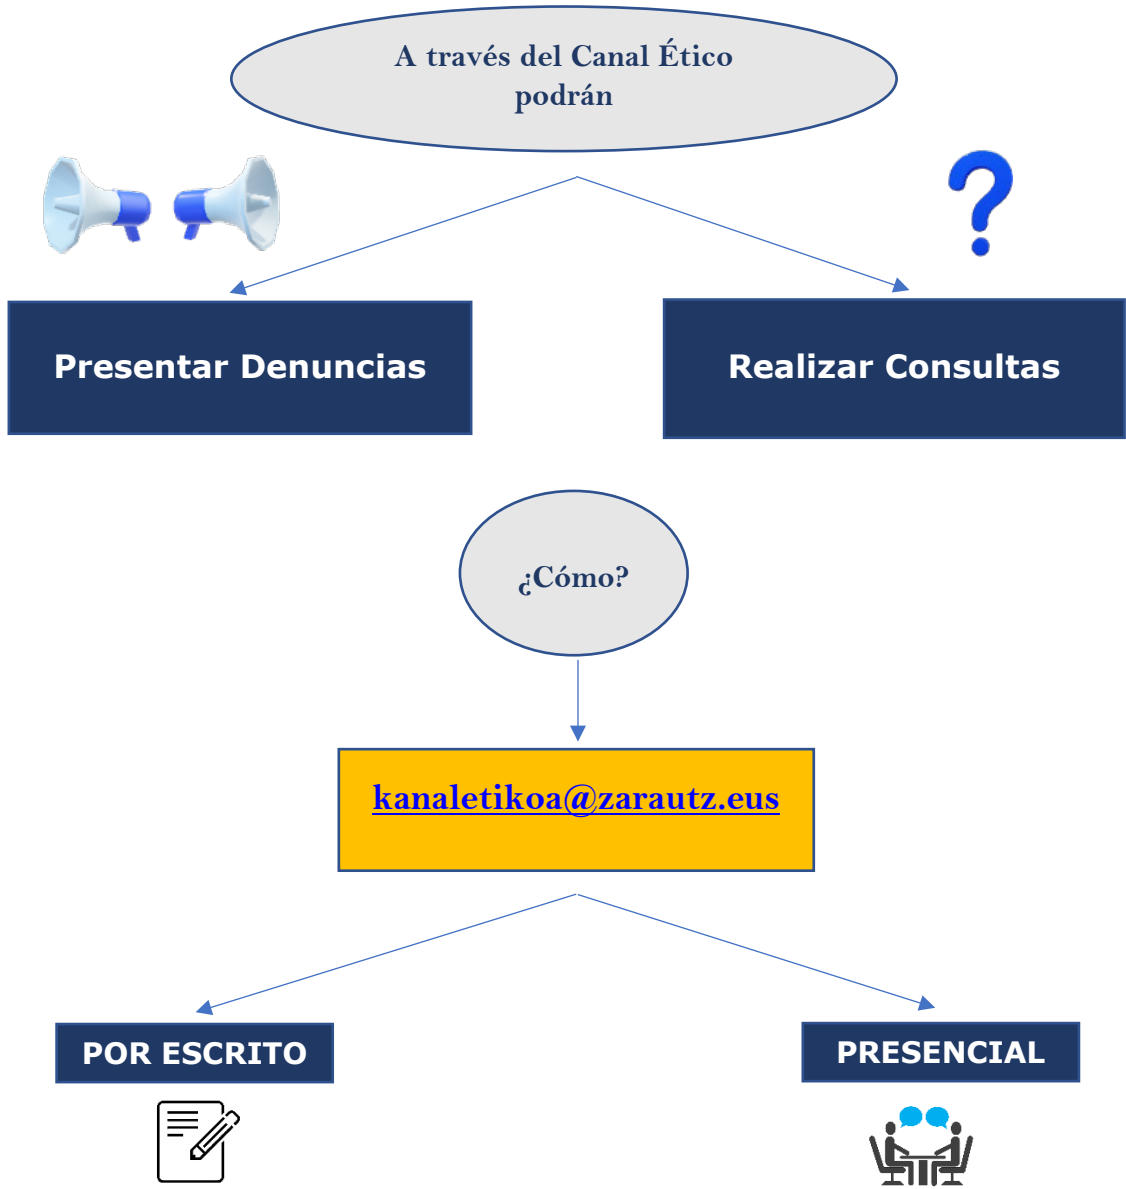 A través del Canal Ético
podrán
Presentar Denuncias
Realizar Consultas
¿Cómo?
kanaletikoa@zarautz.eus
POR ESCRITO
PRESENCIAL